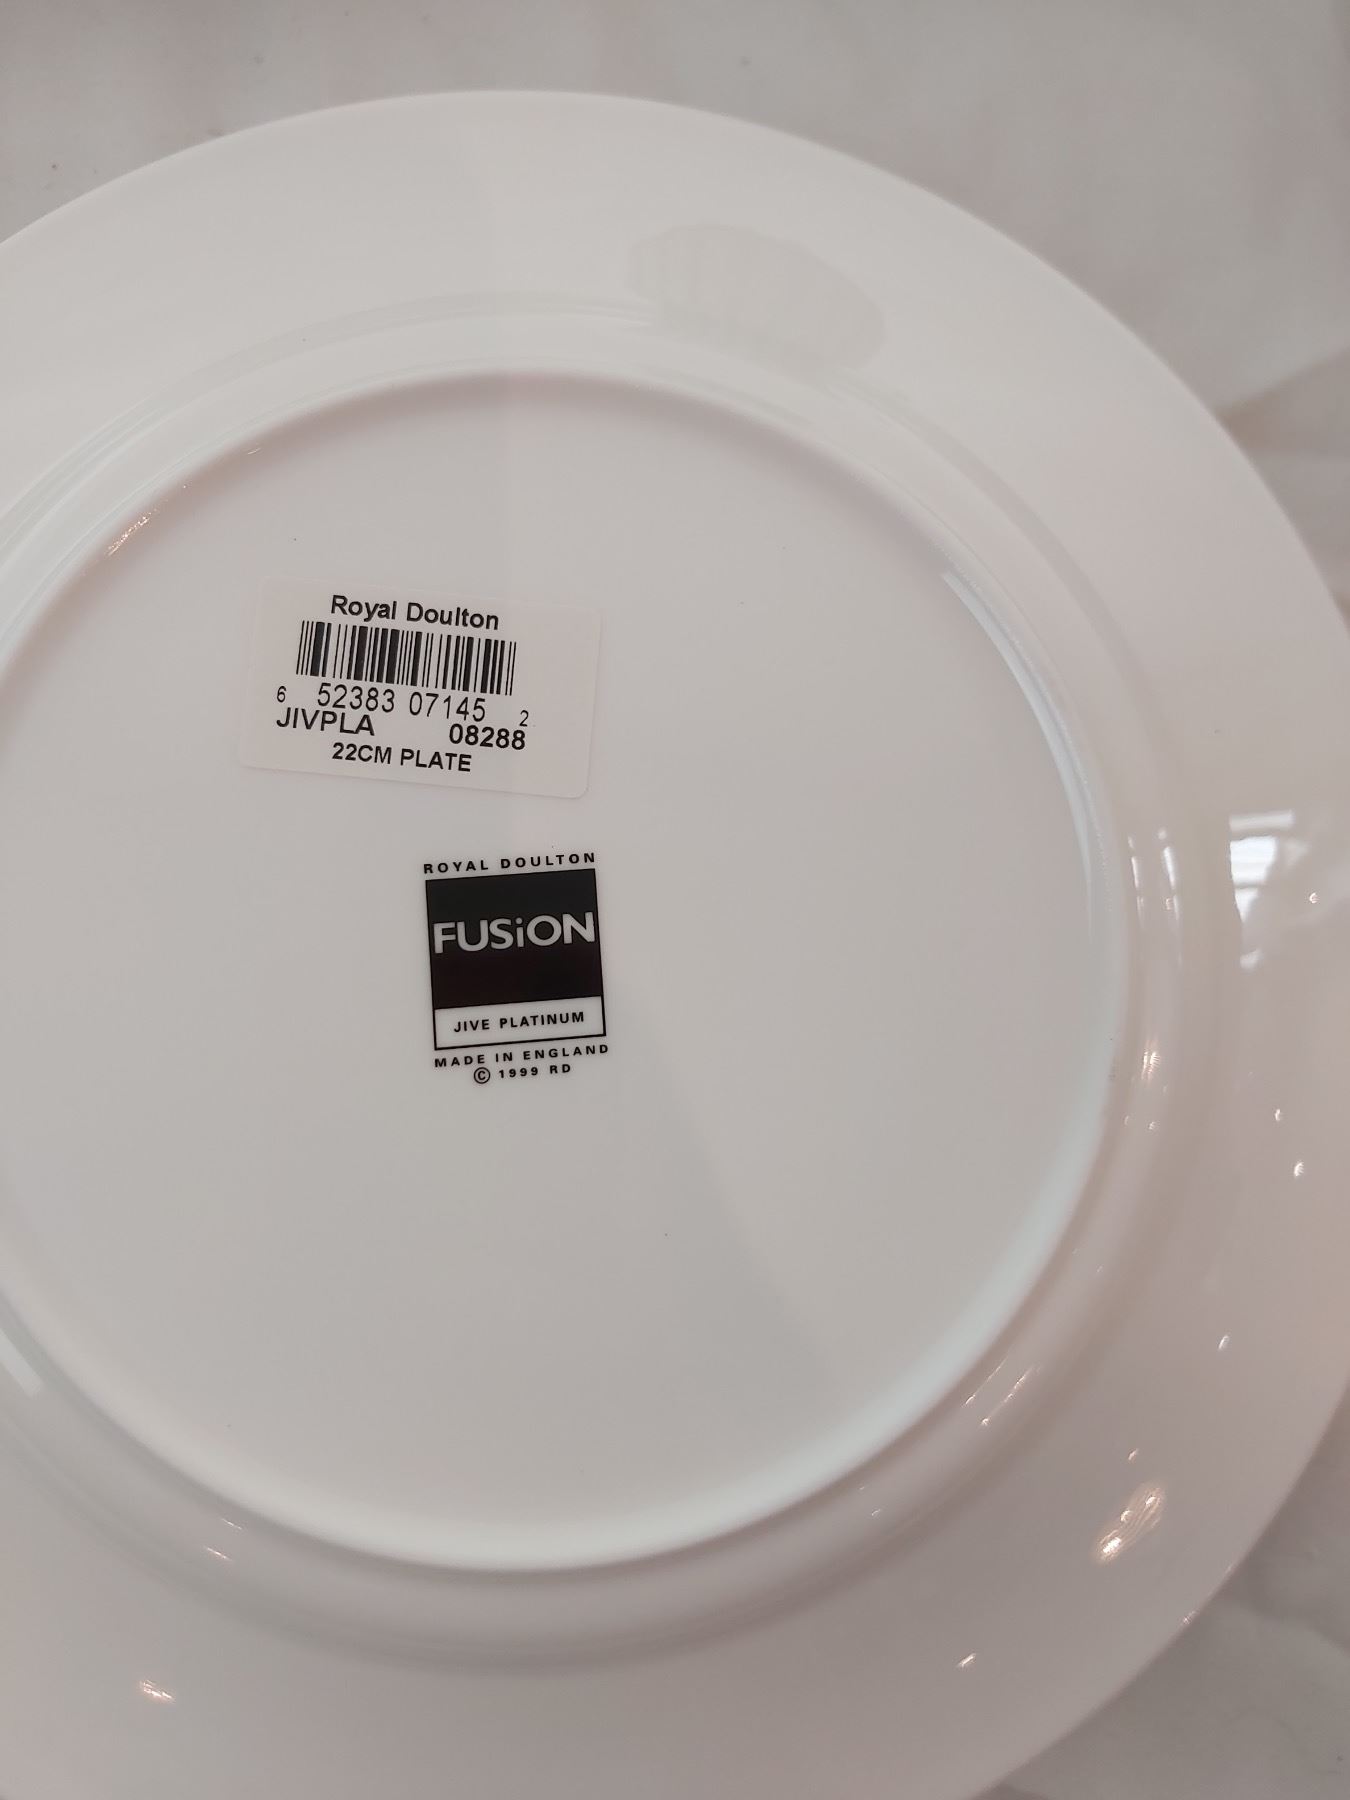 Royal Doulton
6 52383 07145 2
JIVPLA 08288
22CM PLATE
ROYAL DOULTON
FUSiON
JIVE PLATINUM
MADE IN ENGLAND
© 1999 RD